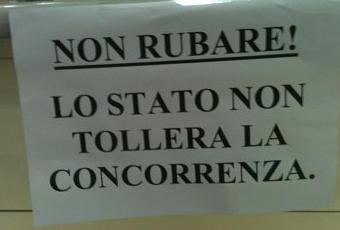 NON RUBARE!
LO STATO NON
TOLLERA LA
CONCORRENZA.